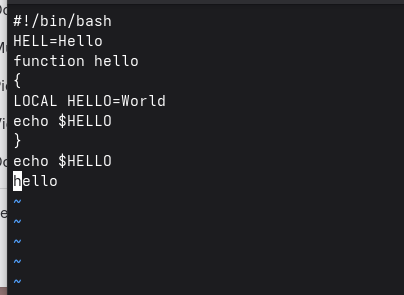 #!/bin/bash
HELL=Hello
function hello
{
LOCAL HELLO=World
echo $HELLO
}
echo $HELLO
hello
~
~
~
~
~